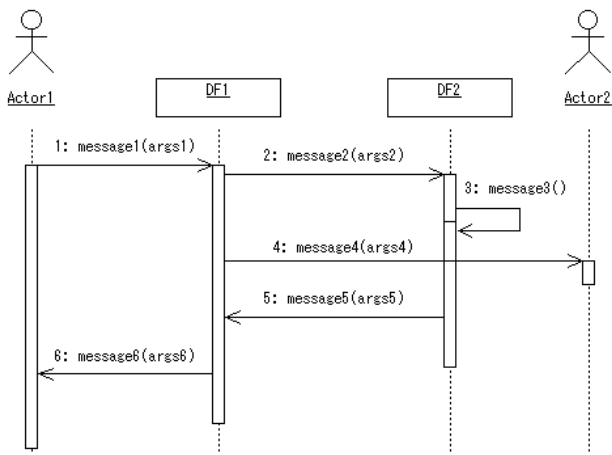 Actor1
DF1
DF2
Actor2
1: message1(args1)
2: message2(args2)
3: message3()
4: message4(args4)
5: message5(args5)
6: message6(args6)